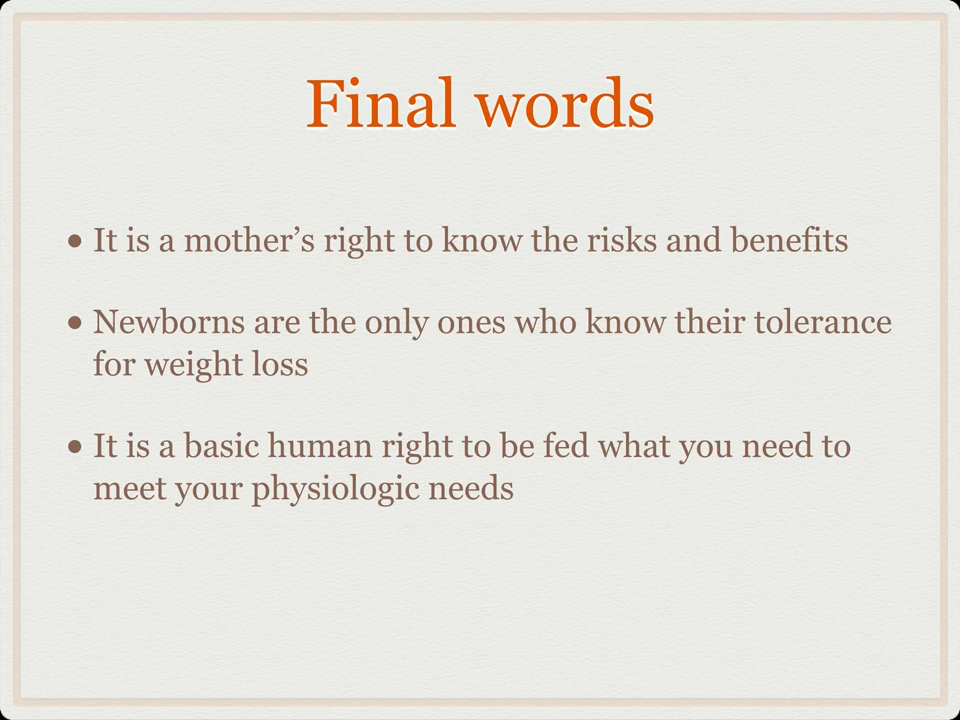 Final words
• It is a mother’s right to know the risks and benefits
• Newborns are the only ones who know their tolerance
for weight loss
• It is a basic human right to be fed what you need to
meet your physiologic needs